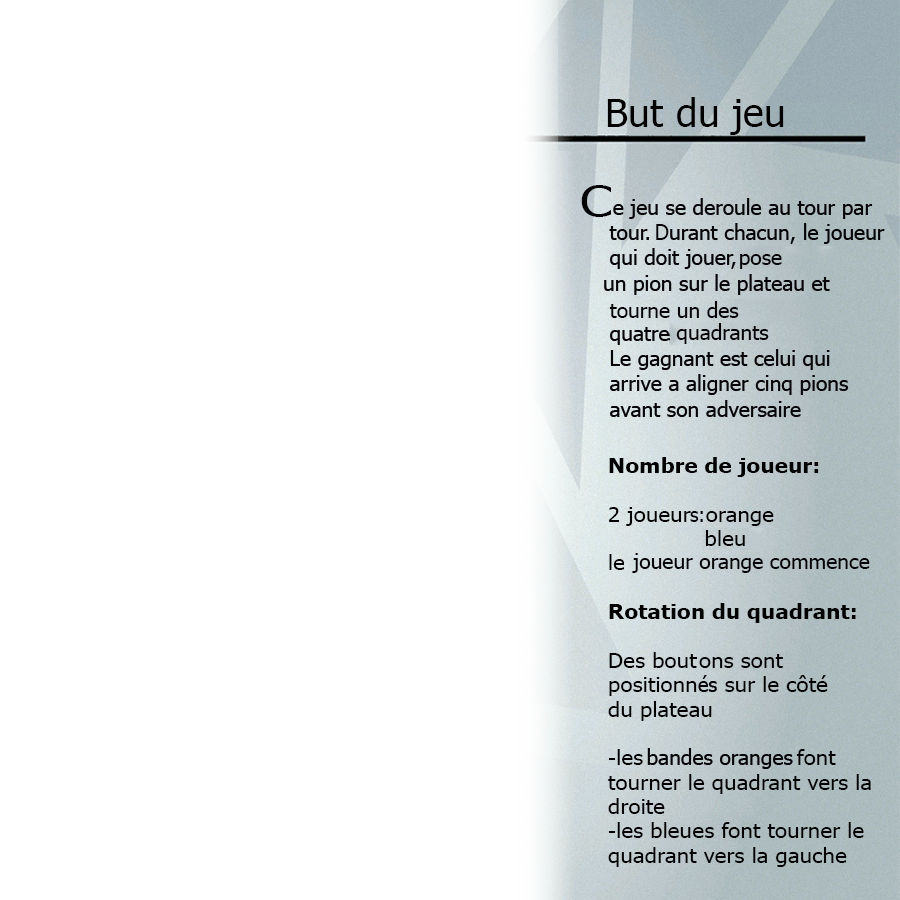 But du jeu
Ce jeu se deroule au tour par
tour. Durant chacun, le joueur
qui doit jouer,pose
un pion sur le plateau et
tourne un des
quatre quadrants
Le gagnant est celui qui
arrive a aligner cinq pions
avant son adversaire
Nombre de joueur:
2 joueurs:orange
bleu
le joueur orange commence
Rotation du quadrant:
Des boutons sont
positionnés sur le côté
du plateau
-les bandes oranges font
tourner le quadrant vers la
droite
-les bleues font tourner le
quadrant vers la gauche